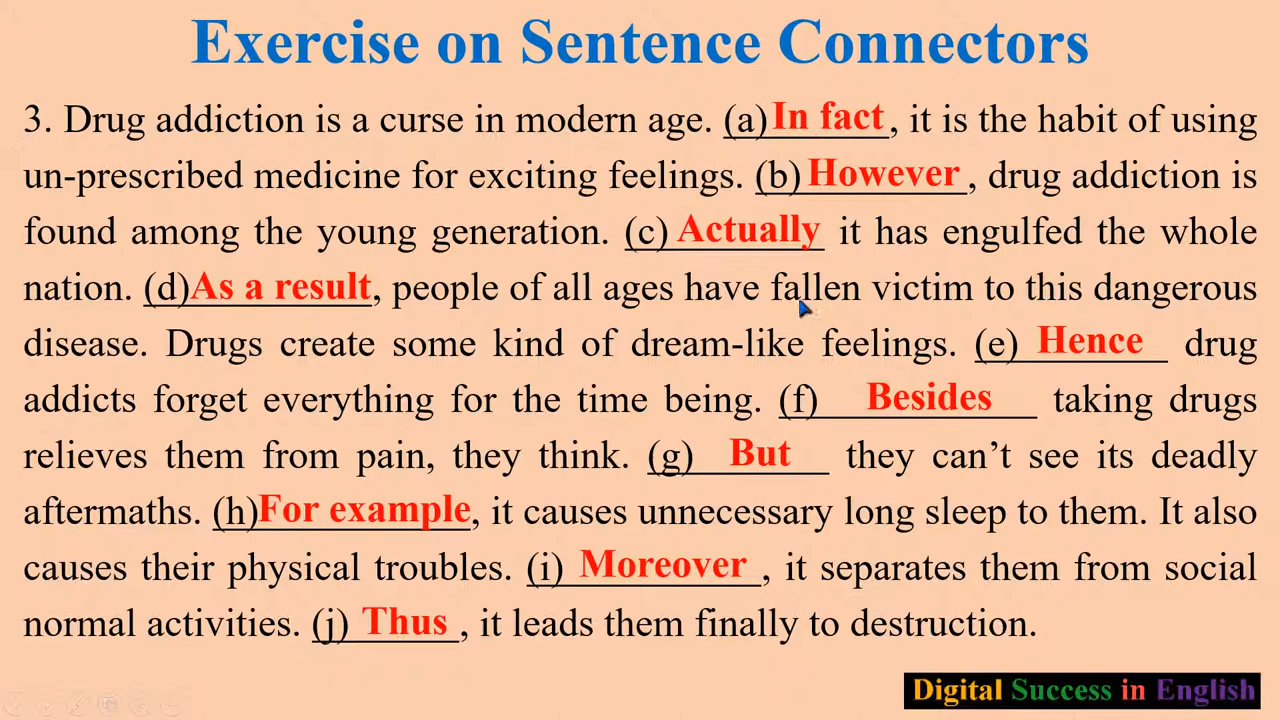 Exercise on Sentence Connectors
3. Drug addiction is a curse in modern age. (a) In fact, it is the habit of using
un-prescribed medicine for exciting feelings. (b) However, drug addiction is
found among the young generation. (c) Actually it has engulfed the whole
nation. (d) As a result, people of all ages have fallen victim to this dangerous
disease. Drugs create some kind of dream-like feelings. (e) Hence drug
addicts forget everything for the time being. (f) Besides taking drugs
relieves them from pain, they think. (g) But they can’t see its deadly
aftermaths. (h) For example, it causes unnecessary long sleep to them. It also
causes their physical troubles. (i) Moreover, it separates them from social
normal activities. (j) Thus, it leads them finally to destruction.
Digital Success in English